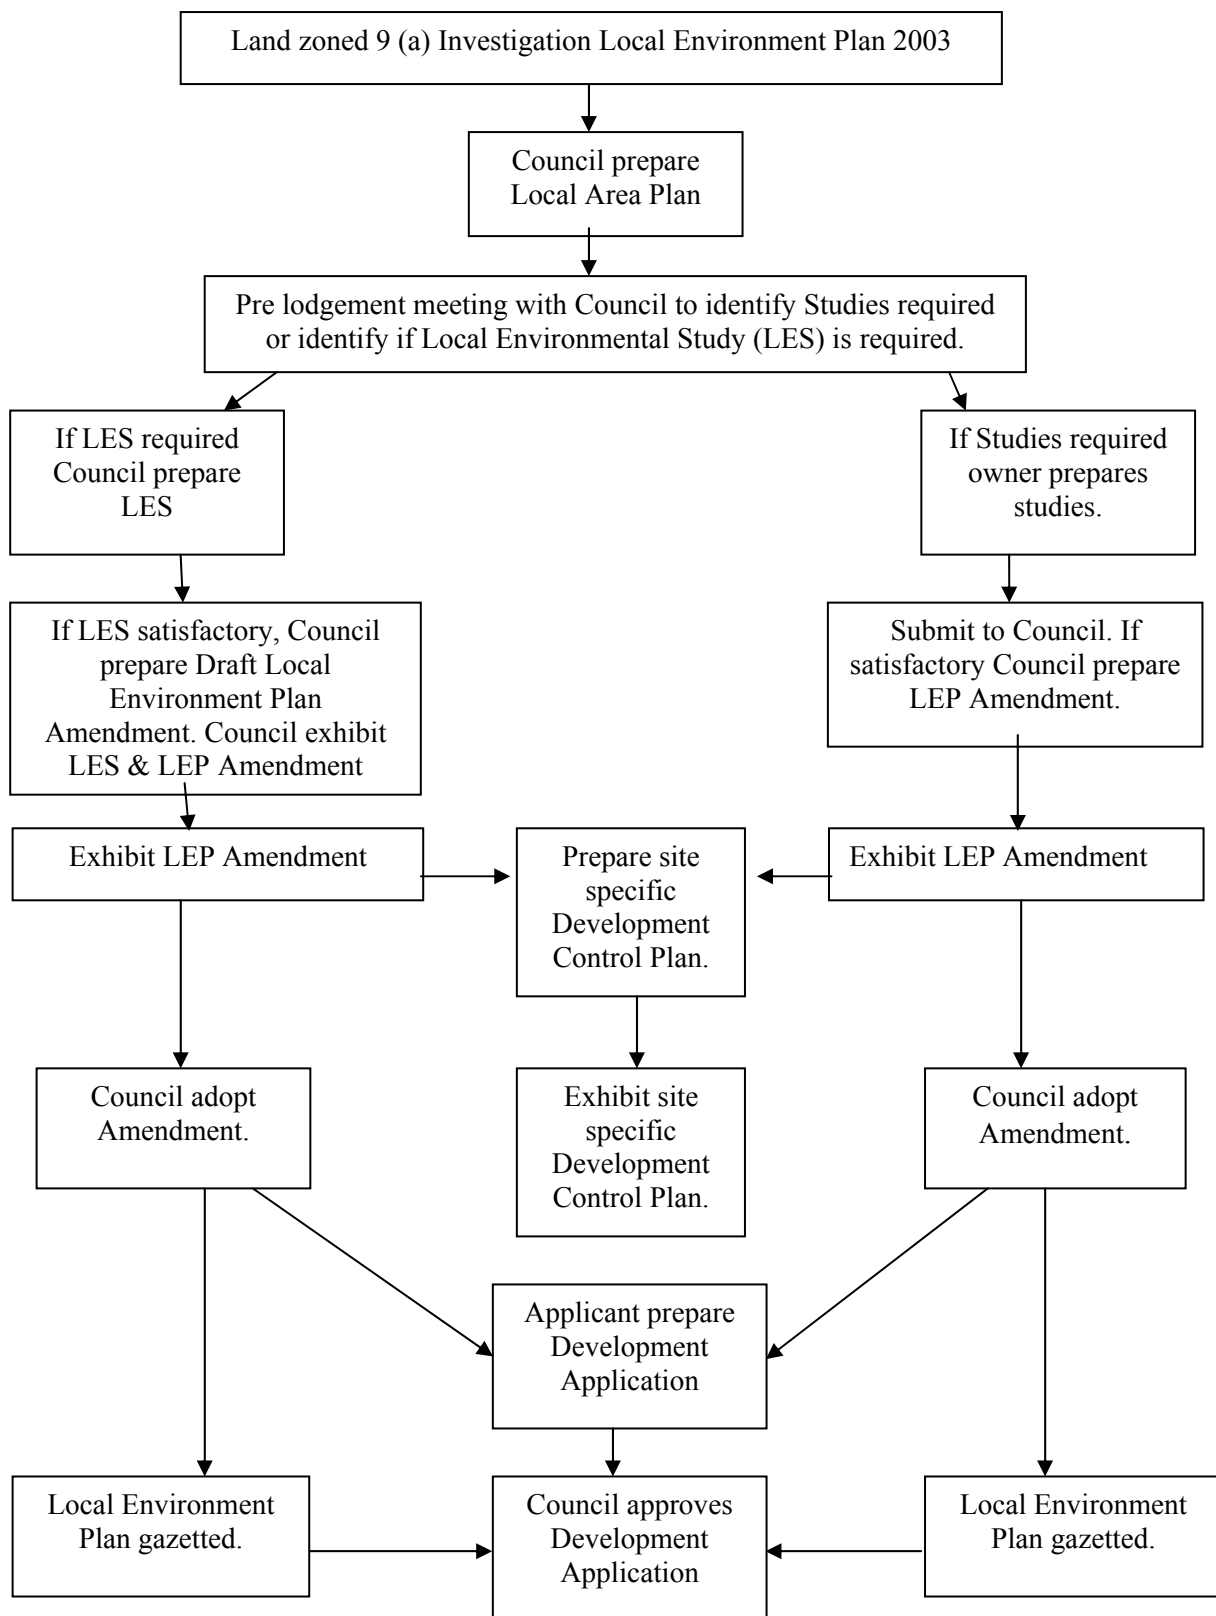 Land zoned 9 (a) Investigation Local Environment Plan 2003
Council prepare
Local Area Plan
Pre lodgement meeting with Council to identify Studies required
or identify if Local Environmental Study (LES) is required.
If LES required
Council prepare
LES
If Studies required
owner prepares
studies.
If LES satisfactory, Council
prepare Draft Local
Environment Plan
Amendment. Council exhibit
LES & LEP Amendment
Submit to Council. If
satisfactory Council prepare
LEP Amendment.
Exhibit LEP Amendment
Prepare site
specific
Development
Control Plan.
Exhibit LEP Amendment
Council adopt
Amendment.
Exhibit site
specific
Development
Control Plan.
Council adopt
Amendment.
Applicant prepare
Development
Application
Local Environment
Plan gazetted.
Council approves
Development
Application
Local Environment
Plan gazetted.